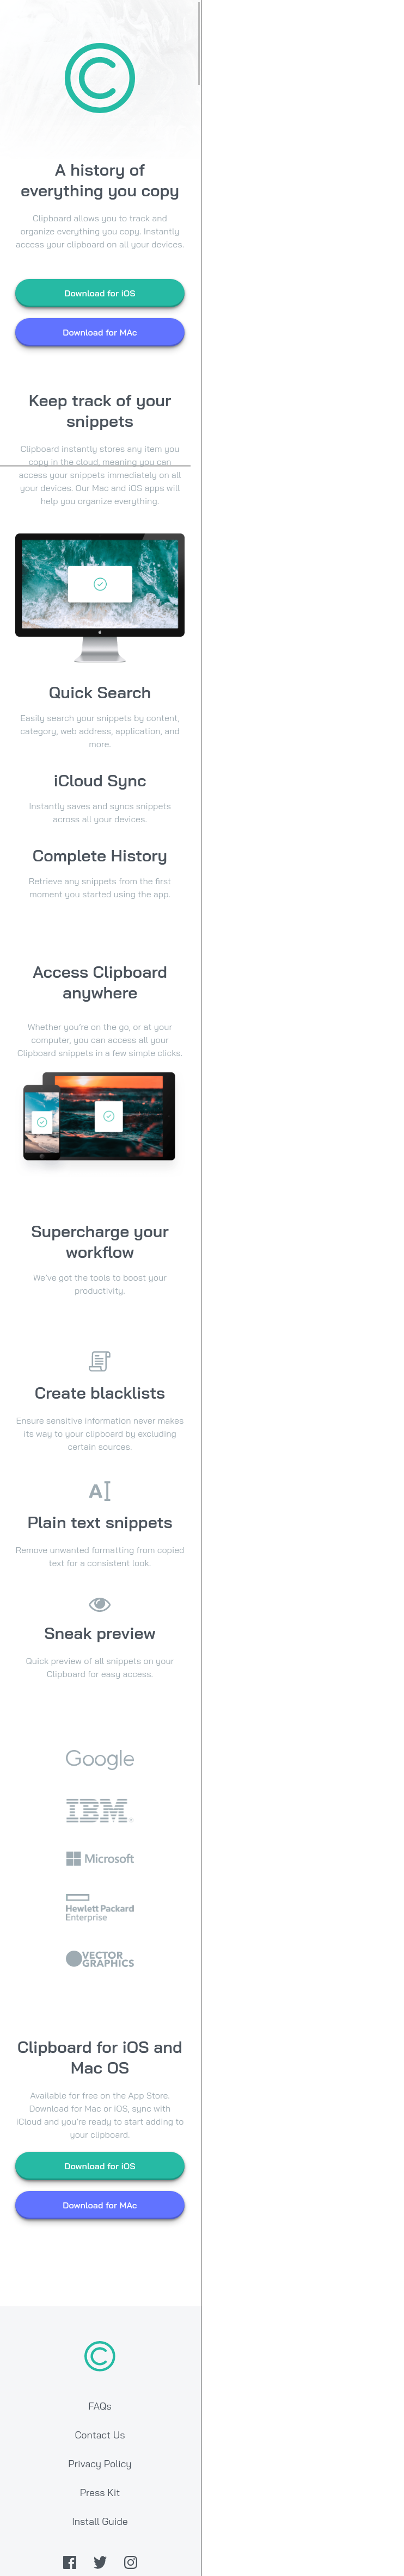 A history of
everything you copy
Clipboard allows you to track and
organize everything you copy. Instantly
access your clipboard on all your devices.
Download for iOS
Download for MAc
Keep track of your
snippets
Clipboard instantly stores any item you
copy in the cloud, meaning you can
access your snippets immediately on all
your devices. Our Mac and iOS apps will
help you organize everything.
Quick Search
Easily search your snippets by content,
category, web address, application, and
more.
iCloud Sync
Instantly saves and syncs snippets
across all your devices.
Complete History
Retrieve any snippets from the first
moment you started using the app.
Access Clipboard
anywhere
Whether you're on the go, or at your
computer, you can access all your
Clipboard snippets in a few simple clicks.
Supercharge your
workflow
We've got the tools to boost your
productivity.
Create blacklists
Ensure sensitive information never makes
its way to your clipboard by excluding
certain sources.
A
Plain text snippets
Remove unwanted formatting from copied
text for a consistent look.
Sneak preview
Quick preview of all snippets on your
Clipboard for easy access.
Google
IBM
Microsoft
Hewlett Packard
Enterprise
VECTOR
GRAPHICS
Clipboard for iOS and
Mac OS
Available for free on the App Store.
Download for Mac or iOS, sync with
iCloud and you're ready to start adding to
your clipboard.
Download for iOS
Download for MAc
FAQs
Contact Us
Privacy Policy
Press Kit
Install Guide